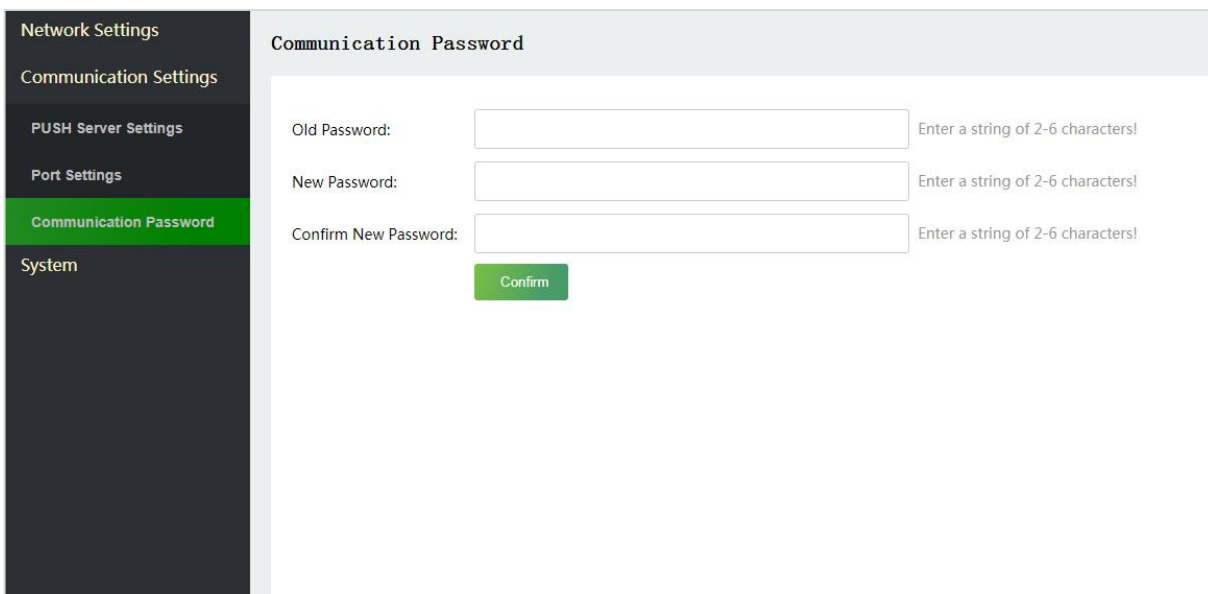 Network Settings
Communication Settings
PUSH Server Settings
Port Settings
Communication Password
System
Communication Password
Old Password:
Enter a string of 2-6 characters!
New Password:
Enter a string of 2-6 characters!
Confirm New Password:
Enter a string of 2-6 characters!
Confirm